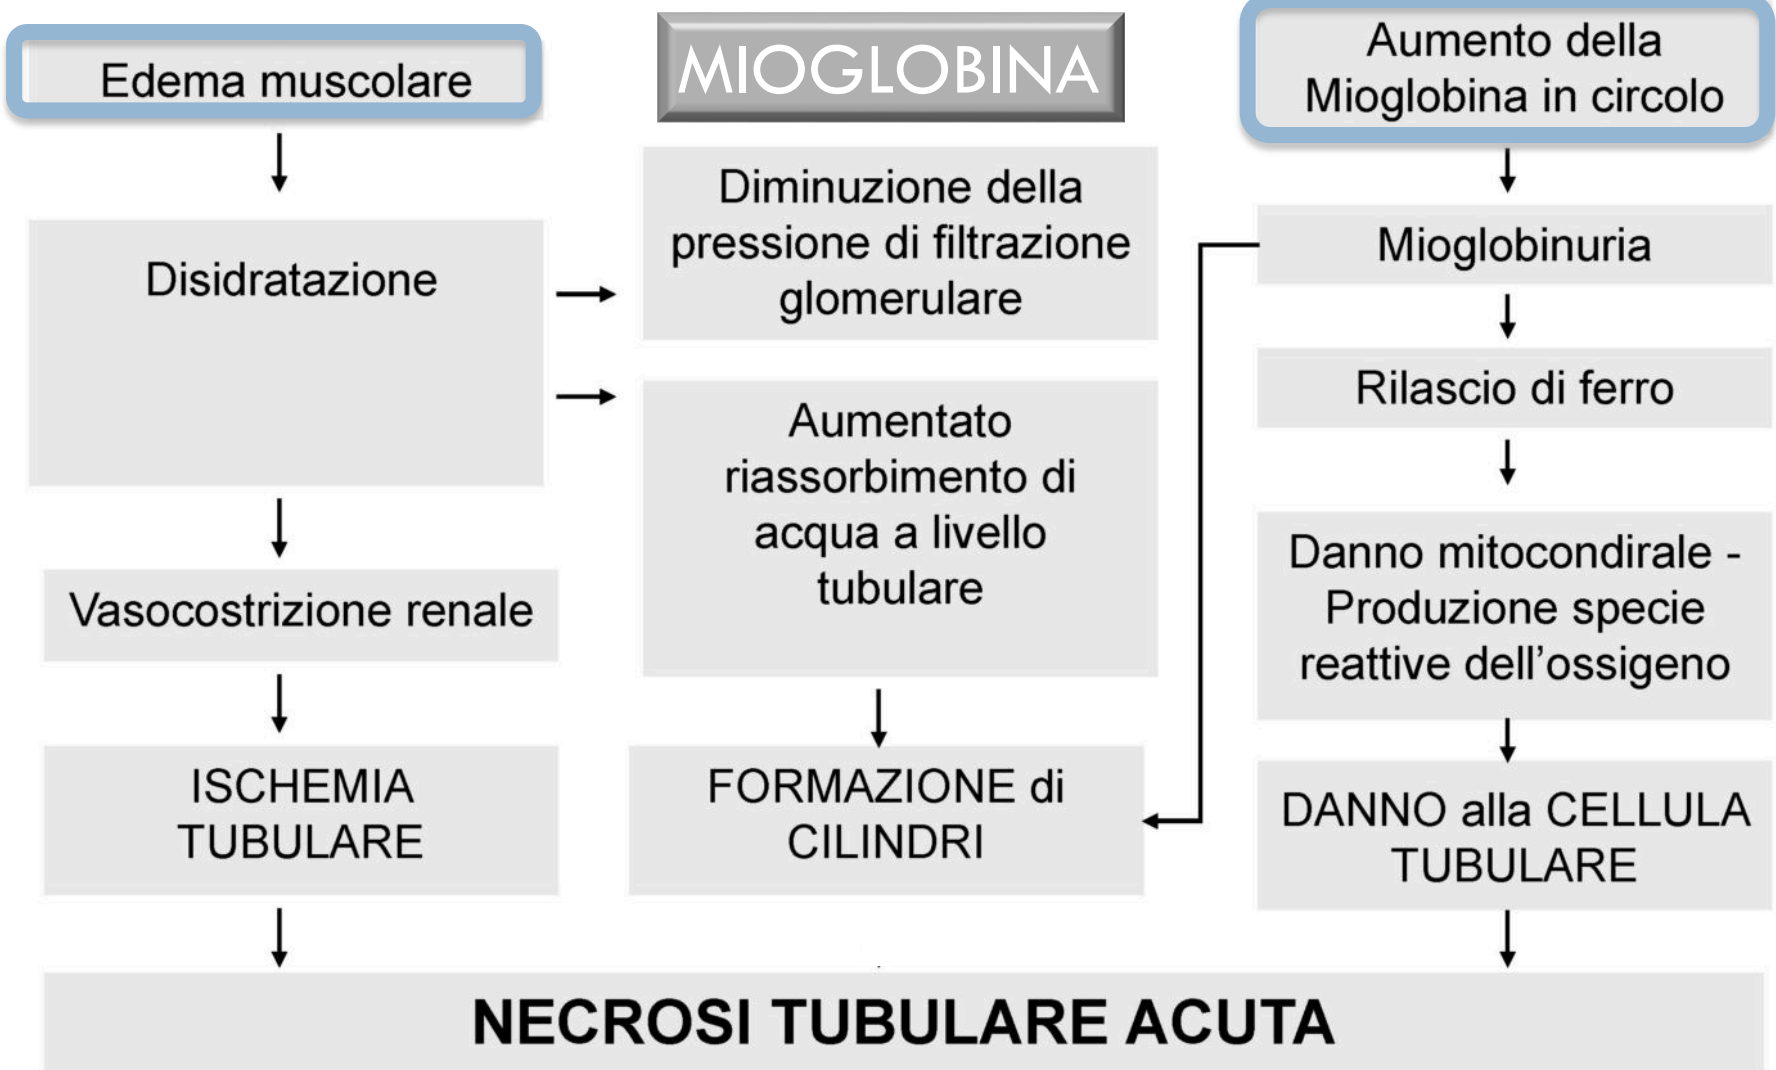 Edema muscolare
MIOGLOBINA
Aumento della
Mioglobina in circolo
Disidratazione
Diminuzione della
pressione di filtrazione
glomerulare
Mioglobinuria
Rilascio di ferro
Aumentato
riassorbimento di
acqua a livello
tubulare
Vasocostrizione renale
Danno mitocondirale -
Produzione specie
reattive dell'ossigeno
ISCHEMIA
TUBULARE
FORMAZIONE di
CILINDRI
DANNO alla CELLULA
TUBULARE
NECROSI TUBULARE ACUTA